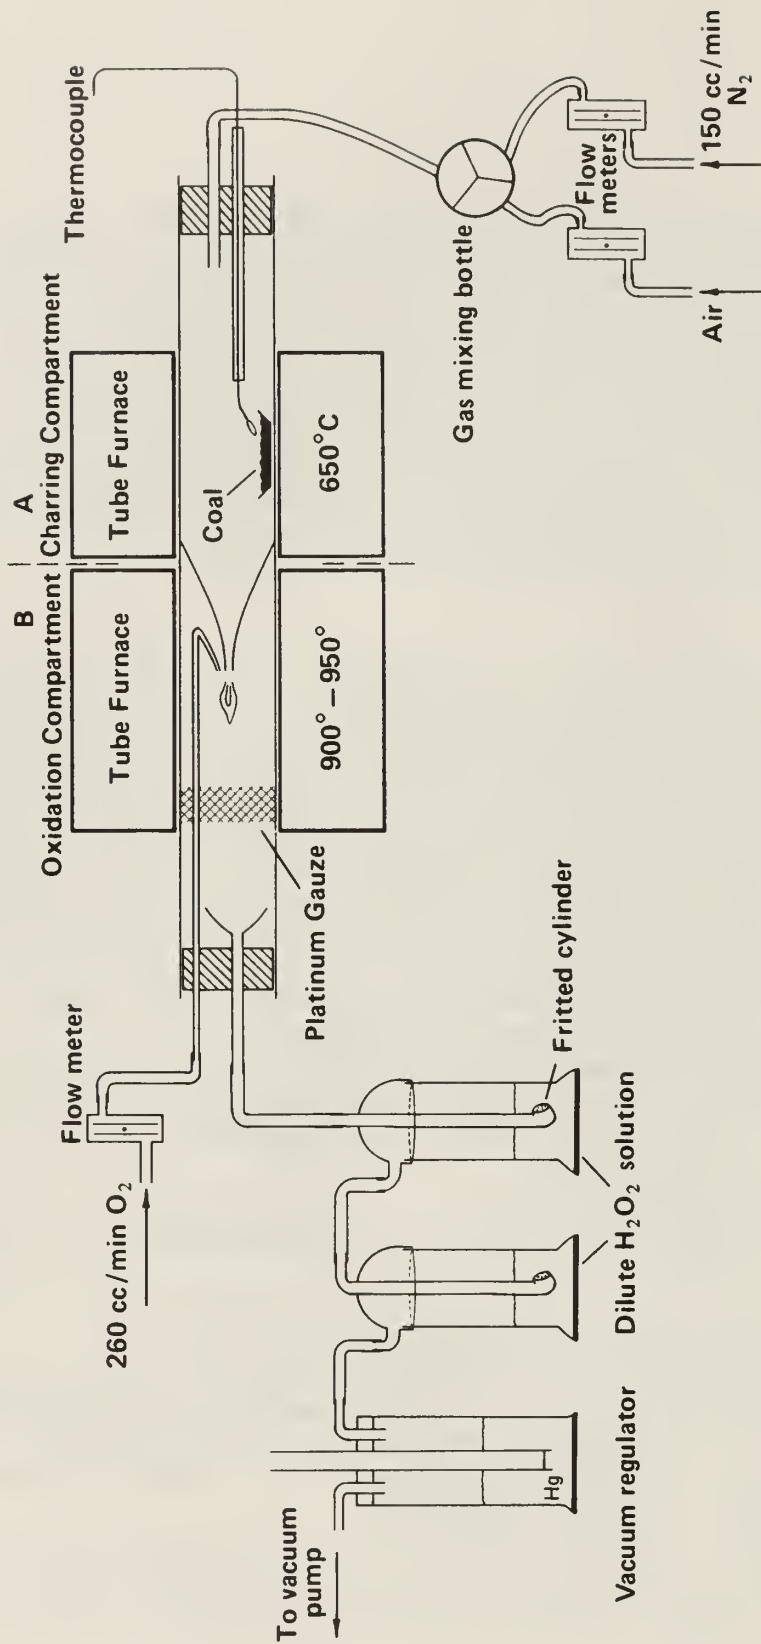 B
A
Oxidation Compartment
Charring Compartment
Thermocouple
Tube Furnace
Tube Furnace
Coal
900°–950°
650°C
Flow meter
260 cc/min O₂
Platinum Gauze
Gas mixing bottle
Flow
meters
Air
150 cc/min
N₂
Fritted cylinder
Dilute H₂O₂ solution
Hg
Vacuum regulator
To vacuum
pump